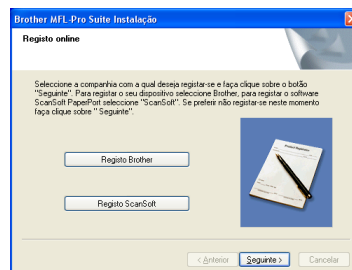 Brother MFL-Pro Suite Instalação
Registo online
Seleccione a companhia com a qual deseja registar-se e faça clique sobre o botão
"Seguinte". Para registar o seu dispositivo seleccione Brother, para registar o software
ScanSoft PaperPort seleccione "ScanSoft". Se preferir não registar-se neste momento
faça clique sobre " Seguinte".
Registo Brother
Product Registration
Registo ScanSoft
< Anterior
Seguinte >
Cancelar